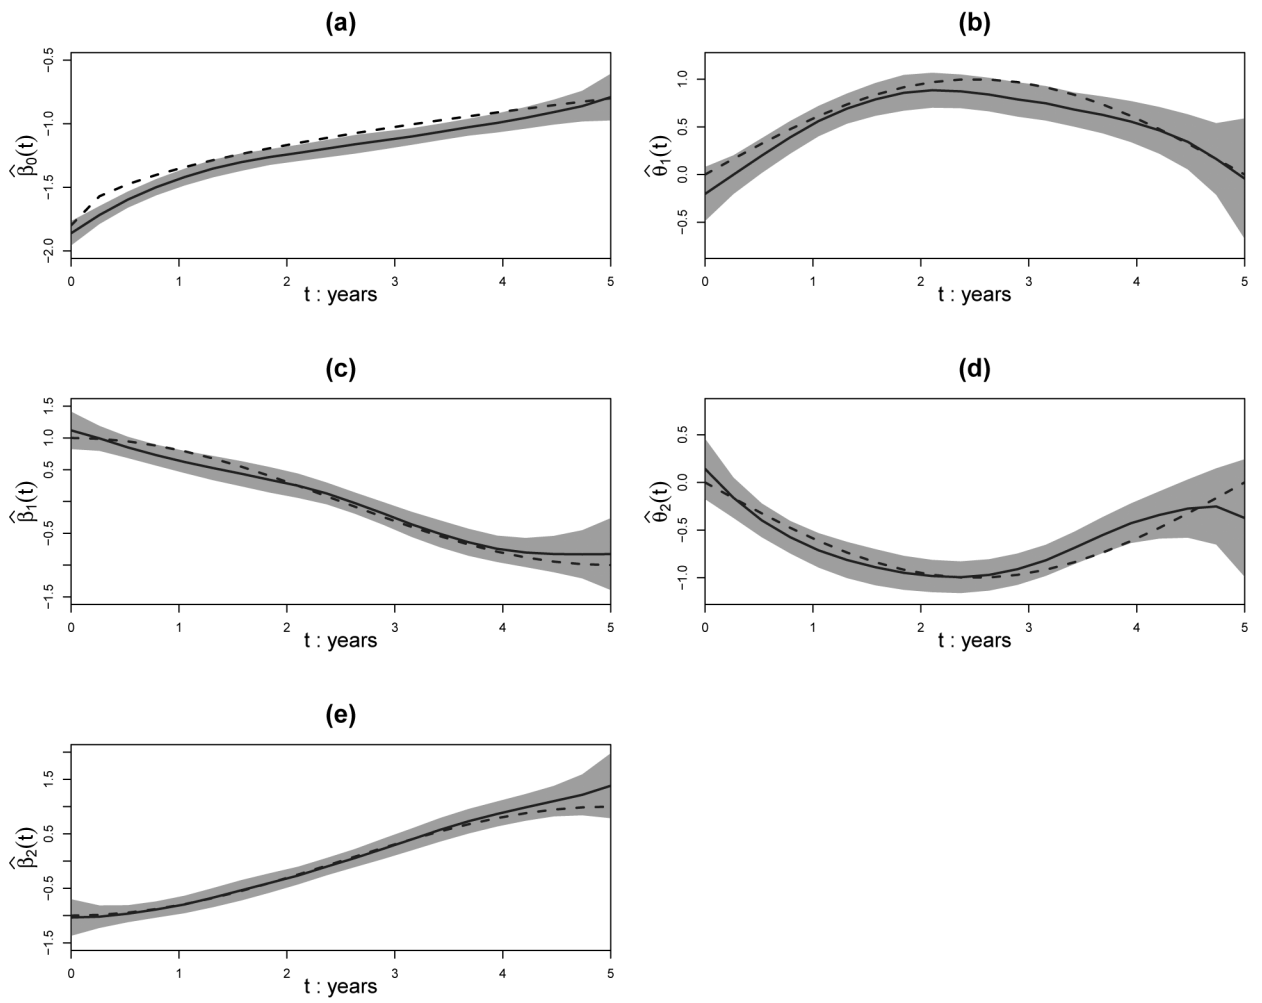 (a)
β̂₀(t)
−0.5
−1.0
−1.5
−2.0
0 1 2 3 4 5
t : years
(b)
θ̂₁(t)
1.0
0.5
0.0
−0.5
0 1 2 3 4 5
t : years
(c)
β̂₁(t)
1.5
1.0
0.5
−0.5
−1.5
0 1 2 3 4 5
t : years
(d)
θ̂₂(t)
0.5
0.0
−0.5
−1.0
0 1 2 3 4 5
t : years
(e)
β̂₂(t)
1.5
0.5
−0.5
−1.5
0 1 2 3 4 5
t : years